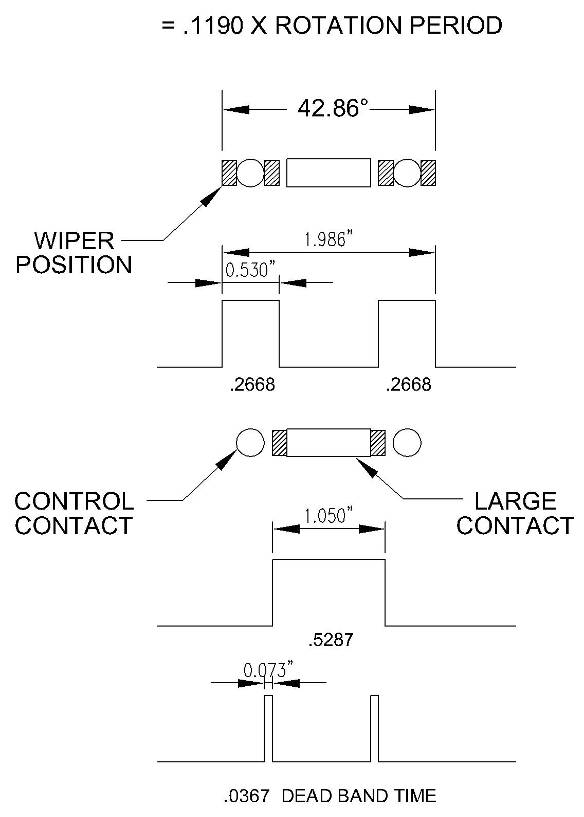 = .1190 X ROTATION PERIOD
42.86°
WIPER
POSITION
1.986"
0.530"
.2668
.2668
CONTROL
CONTACT
LARGE
CONTACT
1.050"
.5287
0.073"
.0367 DEAD BAND TIME